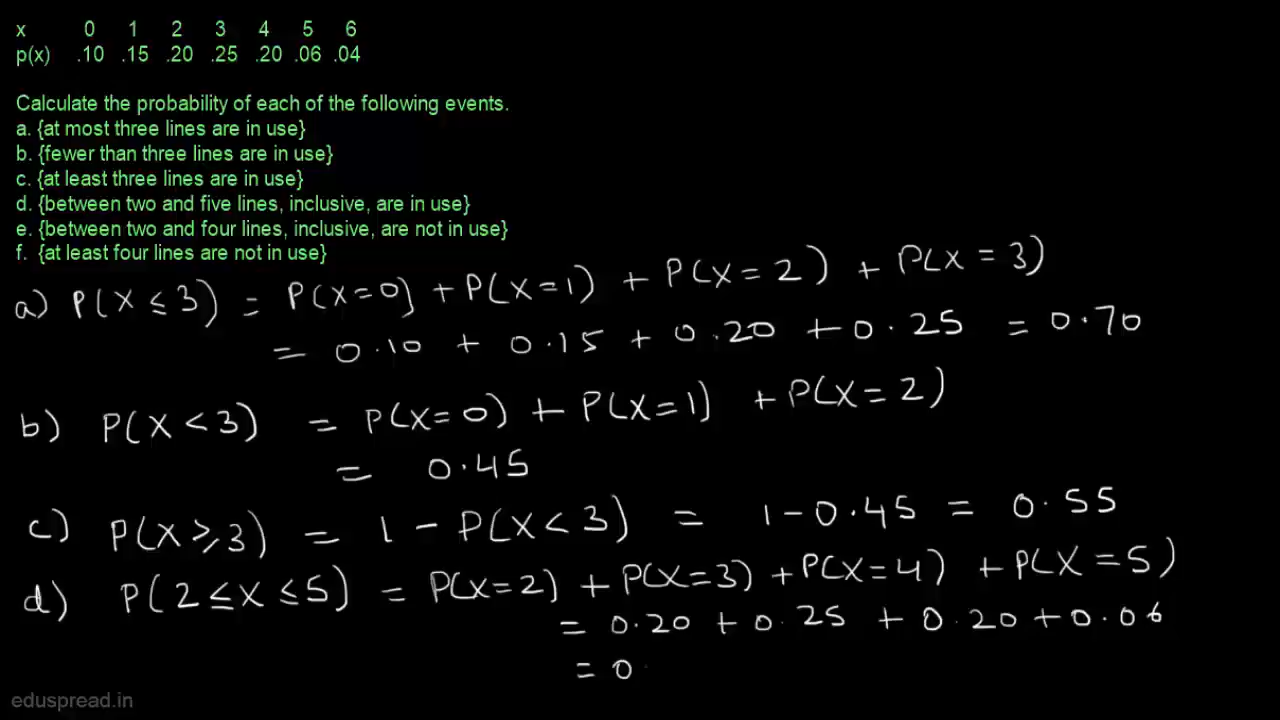 x 0 1 2 3 4 5 6
p(x) .10 .15 .20 .25 .20 .06 .04
Calculate the probability of each of the following events.
a. {at most three lines are in use}
b. {fewer than three lines are in use}
c. {at least three lines are in use}
d. {between two and five lines, inclusive, are in use}
e. {between two and four lines, inclusive, are not in use}
f. {at least four lines are not in use}
a) P(X ≤ 3) = P(X=0) + P(X=1) + P(X=2) + P(X=3)
= 0.10 + 0.15 + 0.20 + 0.25 = 0.70
b) P(X < 3) = P(X=0) + P(X=1) + P(X=2)
= 0.45
c) P(X ≥ 3) = 1 - P(X < 3) = 1 - 0.45 = 0.55
d) P(2 ≤ X ≤ 5) = P(X=2) + P(X=3) + P(X=4) + P(X=5)
= 0.20 + 0.25 + 0.20 + 0.06
= 0.
eduspread.in